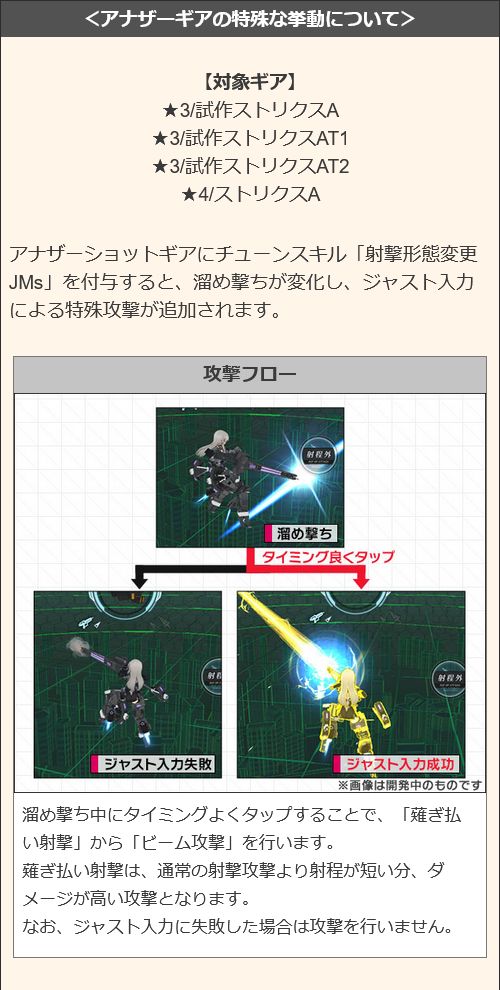 ＜アナザーギアの特殊な挙動について＞
【対象ギア】
★3/試作ストリクスA
★3/試作ストリクスAT1
★3/試作ストリクスAT2
★4/ストリクスA
アナザーショットギアにチューンスキル「射撃形態変更
JMs」を付与すると、溜め撃ちが変化し、ジャスト入力
による特殊攻撃が追加されます。
攻撃フロー
射程外
溜め撃ち
タイミング良くタップ
射程外
ジャスト入力失敗
射程外
ジャスト入力成功
※画像は開発中のものです
溜め撃ち中にタイミングよくタップすることで、「薙ぎ払
い射撃」から「ビーム攻撃」を行います。
薙ぎ払い射撃は、通常の射撃攻撃より射程が短い分、ダ
メージが高い攻撃となります。
なお、ジャスト入力に失敗した場合は攻撃を行いません。